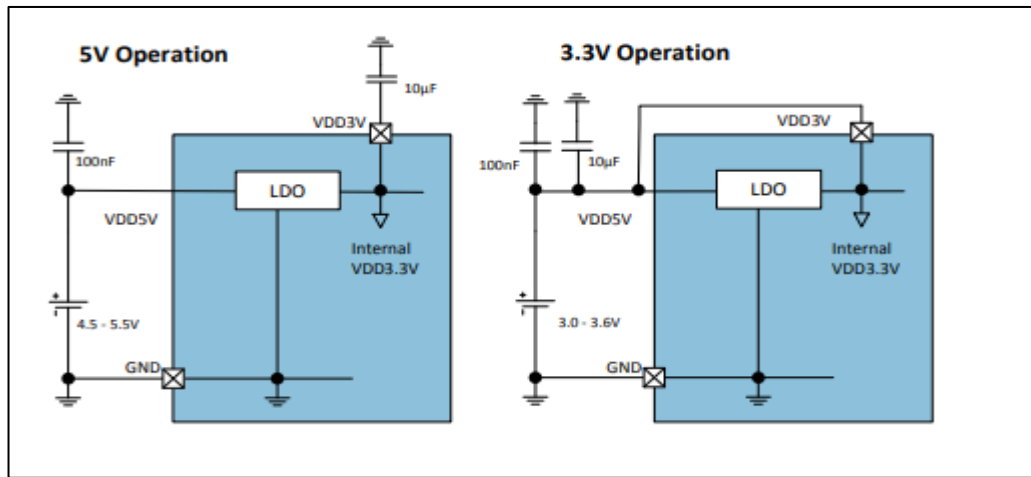 5V Operation
10µF
VDD3V
100nF
LDO
VDD5V
Internal
VDD3.3V
+
-
4.5 - 5.5V
GND
3.3V Operation
VDD3V
100nF
10µF
LDO
VDD5V
Internal
VDD3.3V
+
-
3.0 - 3.6V
GND